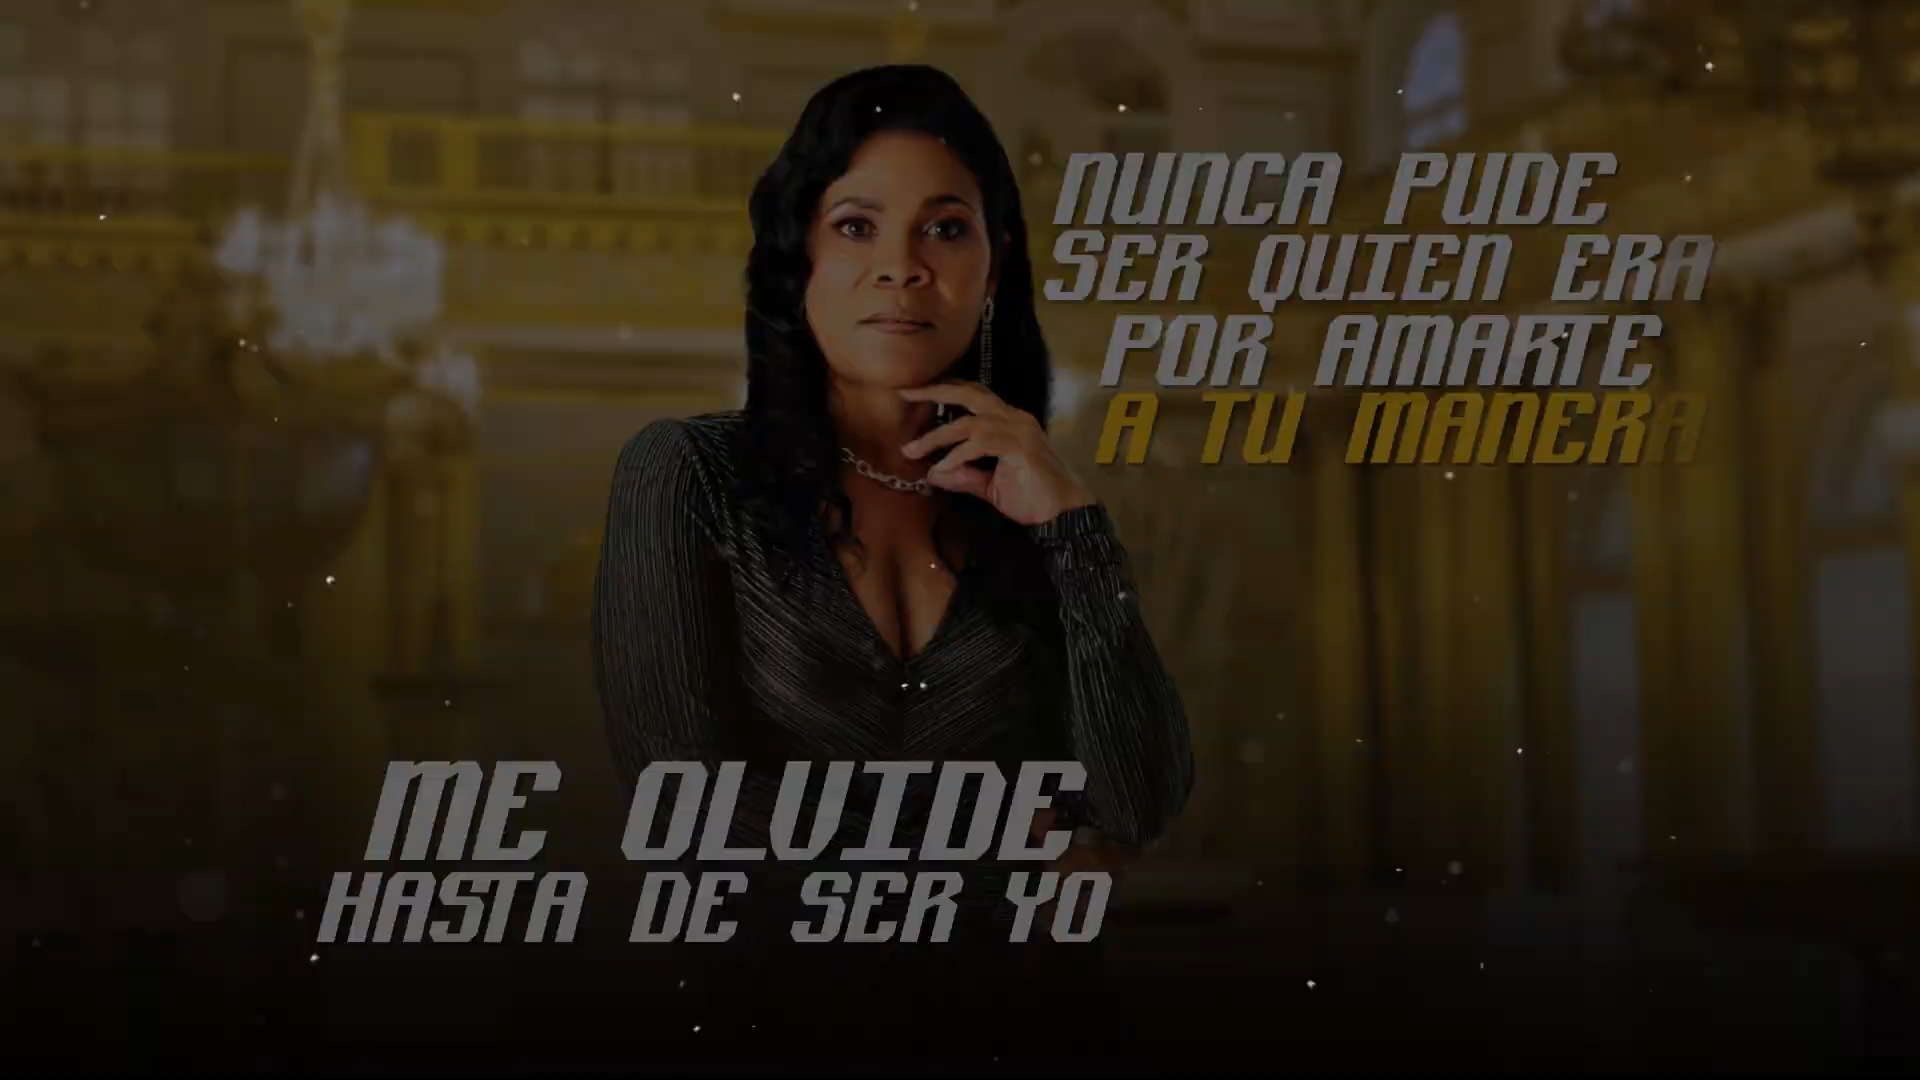 NUNCA PUDE
SER QUIEN ERA
POR AMARTE
A TU MANERA
ME OLVIDE
HASTA DE SER YO